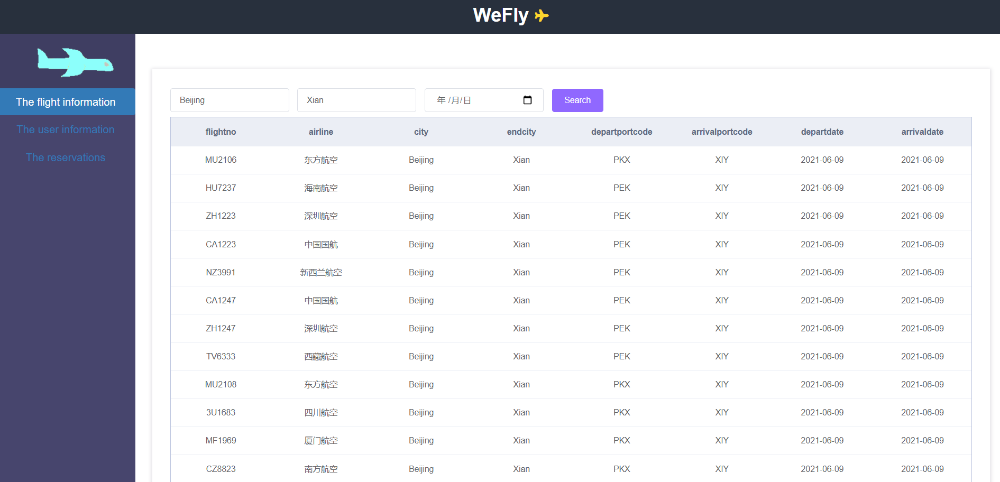 WeFly
The flight information
The user information
The reservations
Beijing Xian 年 /月/日 Search
flightno airline city endcity departportcode arrivalportcode departdate arrivaldate
MU2106 东方航空 Beijing Xian PKX XIY 2021-06-09 2021-06-09
HU7237 海南航空 Beijing Xian PEK XIY 2021-06-09 2021-06-09
ZH1223 深圳航空 Beijing Xian PEK XIY 2021-06-09 2021-06-09
CA1223 中国国航 Beijing Xian PEK XIY 2021-06-09 2021-06-09
NZ3991 新西兰航空 Beijing Xian PEK XIY 2021-06-09 2021-06-09
CA1247 中国国航 Beijing Xian PEK XIY 2021-06-09 2021-06-09
ZH1247 深圳航空 Beijing Xian PEK XIY 2021-06-09 2021-06-09
TV6333 西藏航空 Beijing Xian PEK XIY 2021-06-09 2021-06-09
MU2108 东方航空 Beijing Xian PKX XIY 2021-06-09 2021-06-09
3U1683 四川航空 Beijing Xian PKX XIY 2021-06-09 2021-06-09
MF1969 厦门航空 Beijing Xian PKX XIY 2021-06-09 2021-06-09
CZ8823 南方航空 Beijing Xian PKX XIY 2021-06-09 2021-06-09